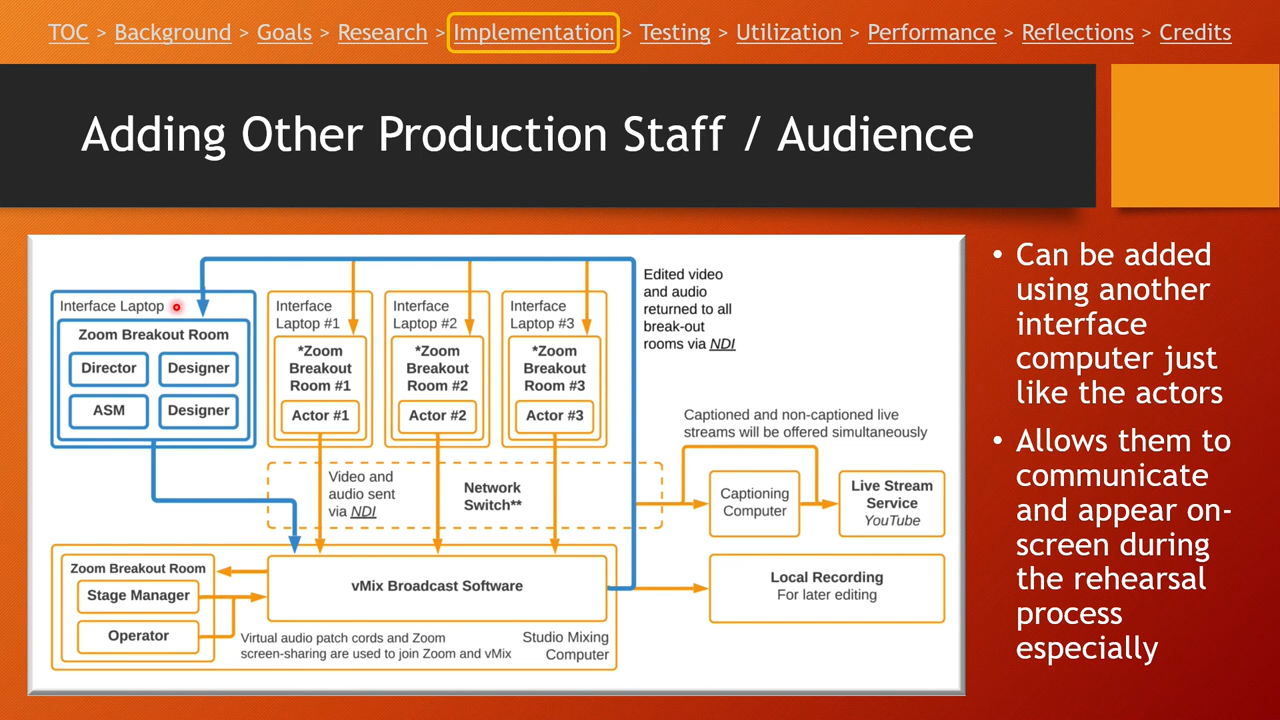 TOC > Background > Goals > Research > Implementation > Testing > Utilization > Performance > Reflections > Credits
Adding Other Production Staff / Audience
Interface Laptop
Zoom Breakout Room
Director
Designer
ASM
Designer
Interface
Laptop #1
*Zoom
Breakout
Room #1
Actor #1
Interface
Laptop #2
*Zoom
Breakout
Room #2
Actor #2
Interface
Laptop #3
*Zoom
Breakout
Room #3
Actor #3
Edited video
and audio
returned to all
break-out
rooms via NDI
Captioned and non-captioned live
streams will be offered simultaneously
Video and
audio sent
via NDI
Network
Switch**
Captioning
Computer
Live Stream
Service
YouTube
Zoom Breakout Room
Stage Manager
Operator
vMix Broadcast Software
Local Recording
For later editing
Virtual audio patch cords and Zoom
screen-sharing are used to join Zoom and vMix
Studio Mixing
Computer
• Can be added
using another
interface
computer just
like the actors
• Allows them to
communicate
and appear on-
screen during
the rehearsal
process
especially